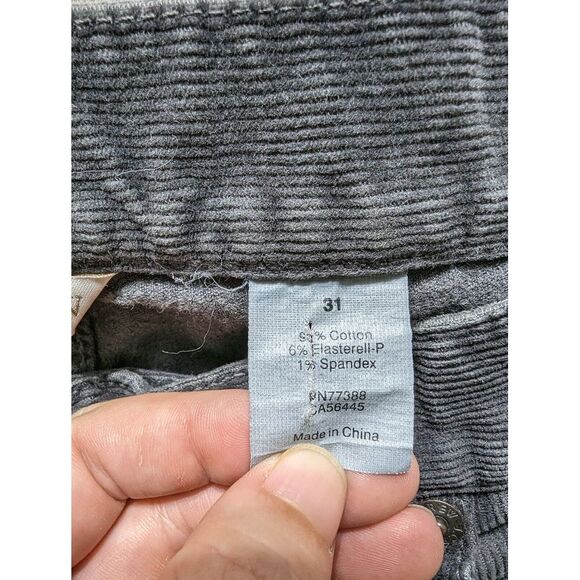 31
93% Cotton
6% Elasterell-P
1% Spandex
RN77388
CA56445
Made in China